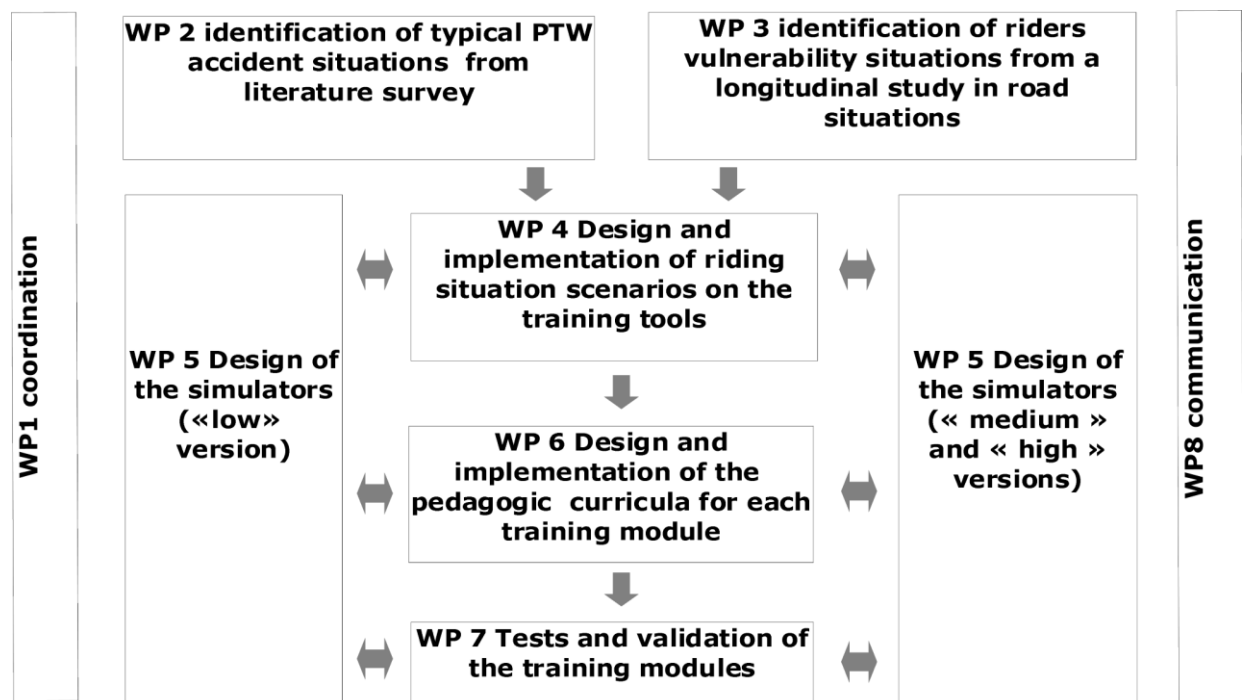 WP 2 identification of typical PTW
accident situations from
literature survey
WP 3 identification of riders
vulnerability situations from a
longitudinal study in road
situations
WP1 coordination
WP 4 Design and
implementation of riding
situation scenarios on the
training tools
WP 5 Design of
the simulators
(«low»
version)
WP 5 Design of
the simulators
(« medium »
and « high »
versions)
WP8 communication
WP 6 Design and
implementation of the
pedagogic curricula for each
training module
WP 7 Tests and validation of
the training modules